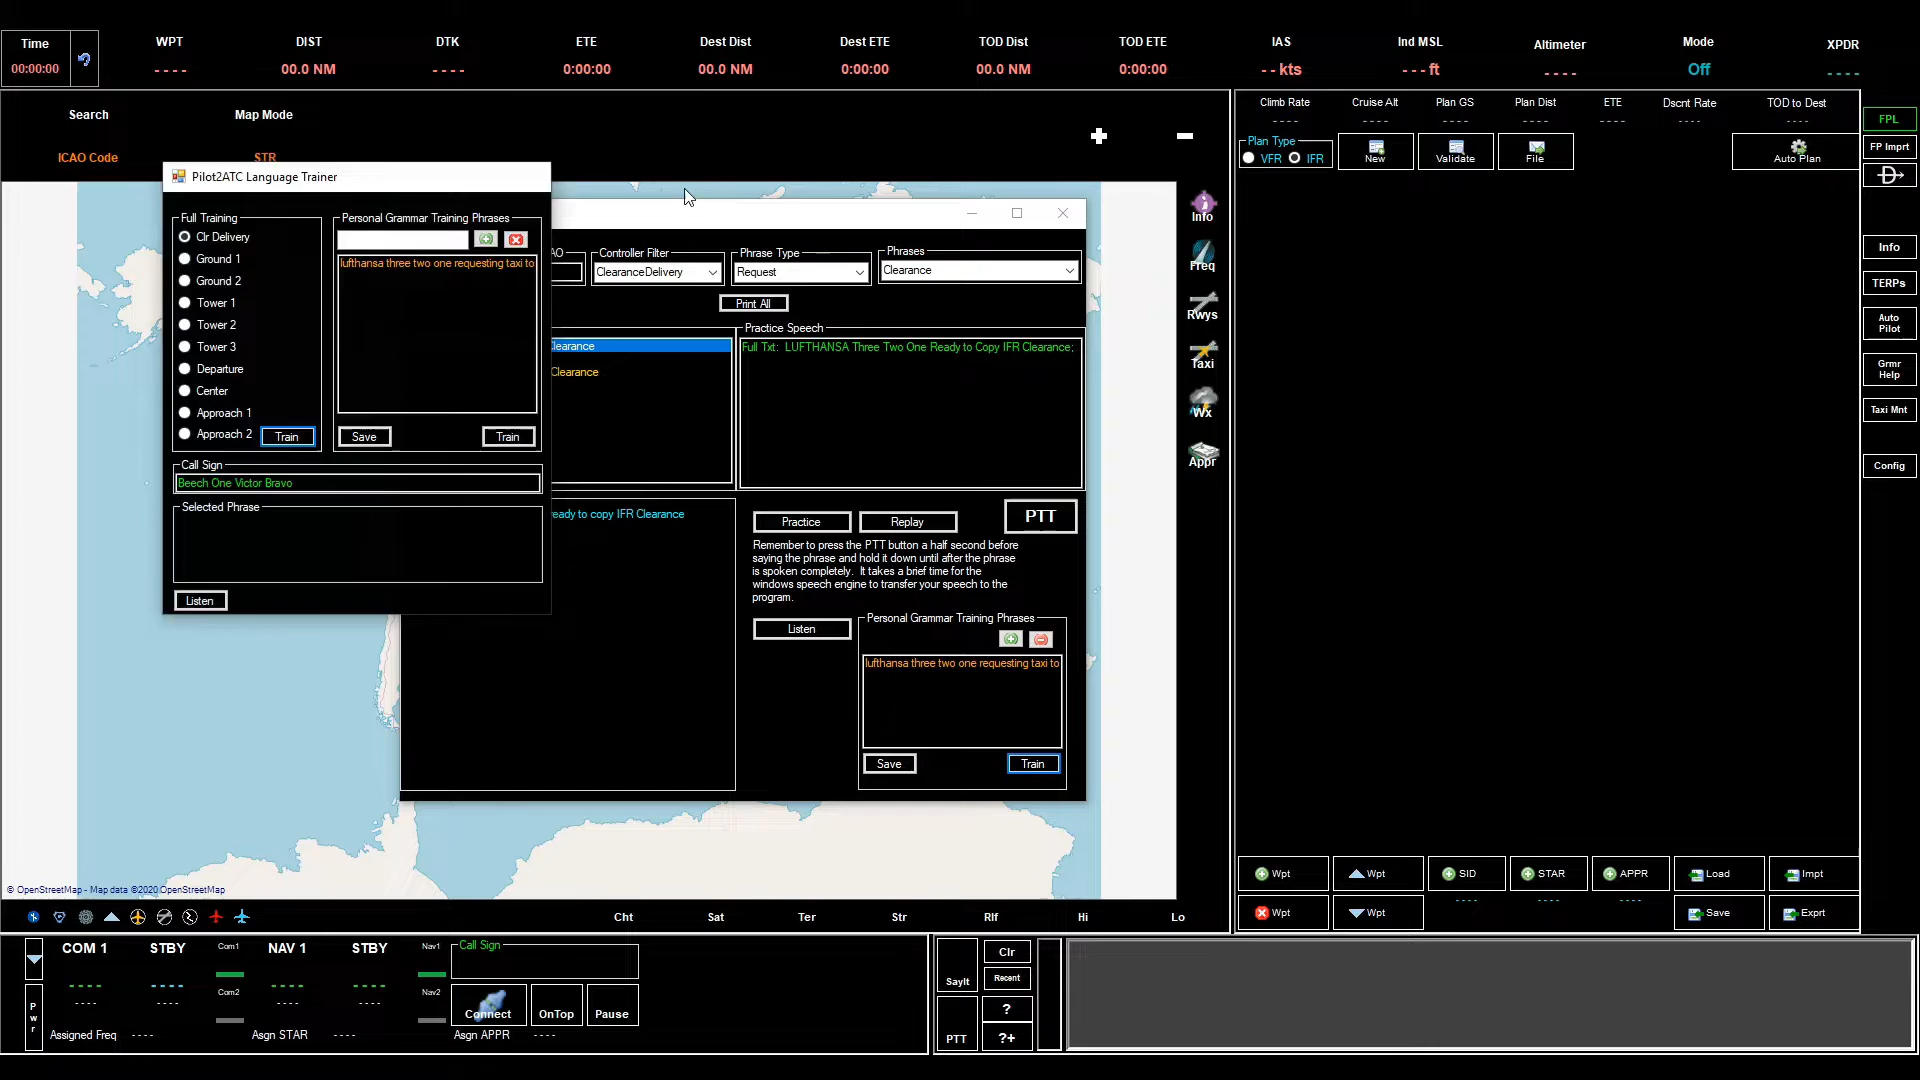 Time WPT DIST DTK ETE Dest Dist Dest ETE TOD Dist TOD ETE IAS Ind MSL Altimeter Mode XPDR
00:00:00 - - - - 00.0 NM - - - - 0:00:00 00.0 NM 0:00:00 00.0 NM 0:00:00 - - kts - - - ft - - - - Off - - - -
Search Map Mode
ICAO Code STR
Pilot2ATC Language Trainer
Full Training
Clr Delivery
Ground 1
Ground 2
Tower 1
Tower 2
Tower 3
Departure
Center
Approach 1
Approach 2 Train
Personal Grammar Training Phrases
lufthansa three two one requesting taxi to
Save Train
Call Sign
Beech One Victor Bravo
Selected Phrase
Listen
AO Controller Filter Phrase Type Phrases
ClearanceDelivery Request Clearance
Print All
learance
Clearance
Practice Speech
Full Txt: LUFTHANSA Three Two One Ready to Copy IFR Clearance;
eady to copy IFR Clearance
Practice Replay PTT
Remember to press the PTT button a half second before
saying the phrase and hold it down until after the phrase
is spoken completely. It takes a brief time for the
windows speech engine to transfer your speech to the
program.
Listen
Personal Grammar Training Phrases
lufthansa three two one requesting taxi to
Save Train
Info
Freq
Rwys
Taxi
Wx
Appr
Climb Rate Cruise Alt Plan GS Plan Dist ETE Dscnt Rate TOD to Dest
- - - - - - - - - - - - - - - - - - - - - - - - - - - -
Plan Type
VFR IFR
New Validate File Auto Plan
FPL
FP Imprt
D
Info
TERPs
Auto
Pilot
Grmr
Help
Taxi Mnt
Config
Wpt Wpt SID STAR APPR Load Impt
- - - - - - - - - - - -
Wpt Wpt Save Exprt
© OpenStreetMap - Map data ©2020 OpenStreetMap
Cht Sat Ter Str Rlf Hi Lo
COM 1 STBY Com1 NAV 1 STBY Nav1
- - - - - - - - - - - - - - - -
Com2 Nav2
- - - - - - - - - - - - - - - -
Pwr
Assigned Freq - - - - Asgn STAR - - - - Asgn APPR - - - -
Call Sign
Connect OnTop Pause
SayIt
PTT
Clr
Recent
?
?+